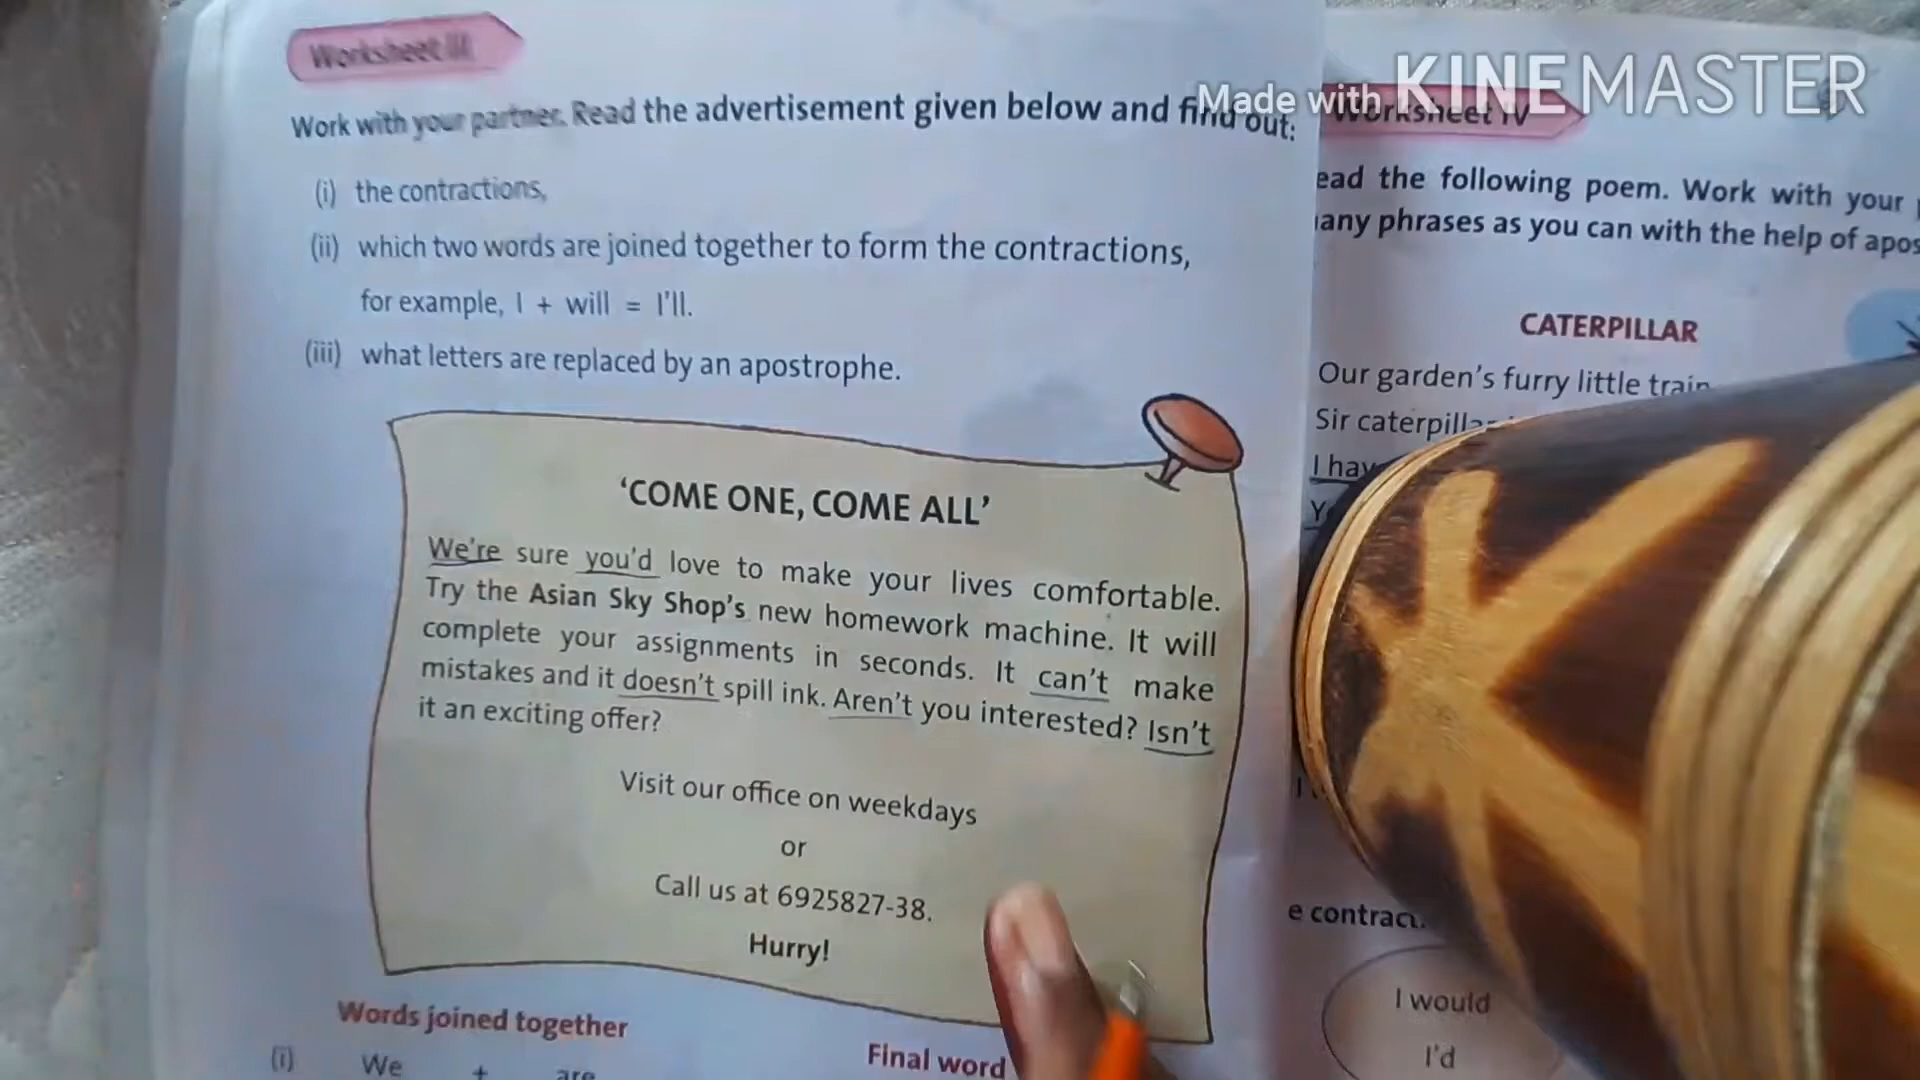 Worksheet III
Work with your partner. Read the advertisement given below and find out:
(i) the contractions,
(ii) which two words are joined together to form the contractions,
for example, I + will = I'll.
(iii) what letters are replaced by an apostrophe.
'COME ONE, COME ALL'
We're sure you'd love to make your lives comfortable.
Try the Asian Sky Shop's new homework machine. It will
complete your assignments in seconds. It can't make
mistakes and it doesn't spill ink. Aren't you interested? Isn't
it an exciting offer?
Visit our office on weekdays
or
Call us at 6925827-38.
Hurry!
Words joined together
Final word
(i) We + are
Made with KINEMASTER
Worksheet IV
ead the following poem. Work with your
any phrases as you can with the help of apos
CATERPILLAR
Our garden's furry little train
Sir caterpilla
I hav
e contrac
I would
I'd